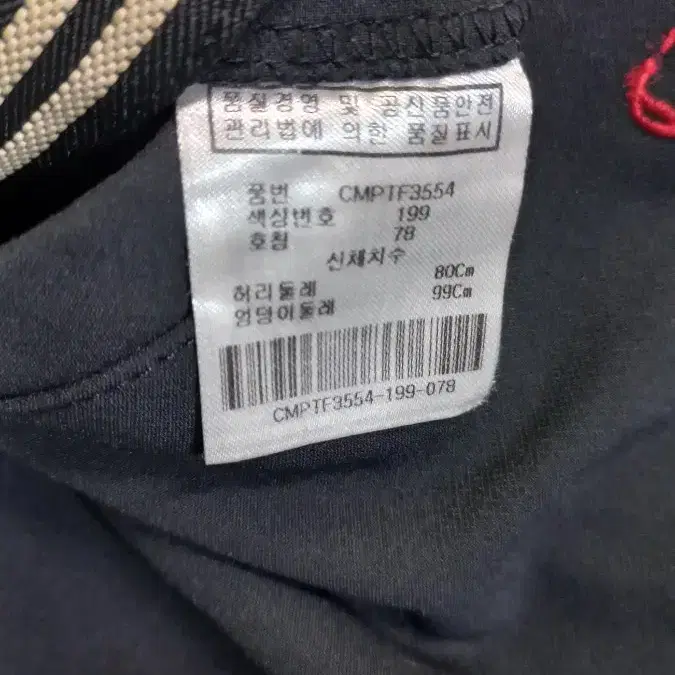 품질경영 및 공산품안전
관리법에 의한 품질표시
품번 CMPTF3554
색상번호 199
호칭 78
신체치수
허리둘레 80Cm
엉덩이둘레 99Cm
CMPTF3554-199-078